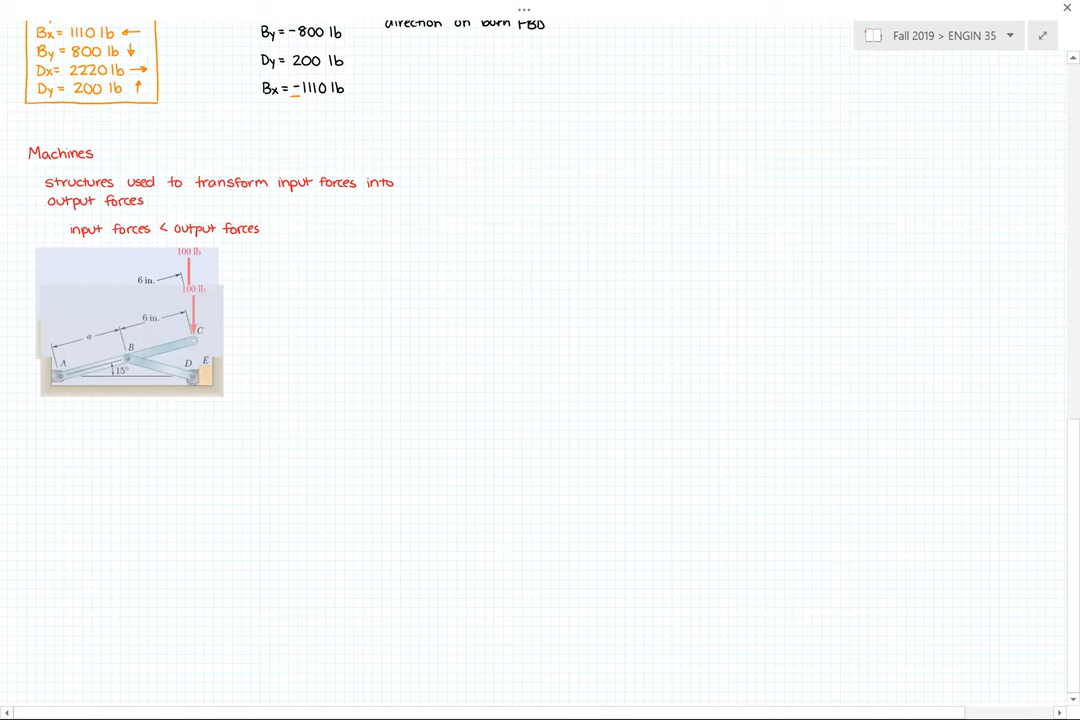 direction on both FBD
Fall 2019 > ENGIN 35
Bx = 1110 lb ←
By = 800 lb ↓
Dx = 2220 lb →
Dy = 200 lb ↑
By = -800 lb
Dy = 200 lb
Bx = -1110 lb
Machines
structures used to transform input forces into
output forces
input forces < output forces
100 lb
6 in.
100 lb
6 in.
a
C
B
A
D
E
15°